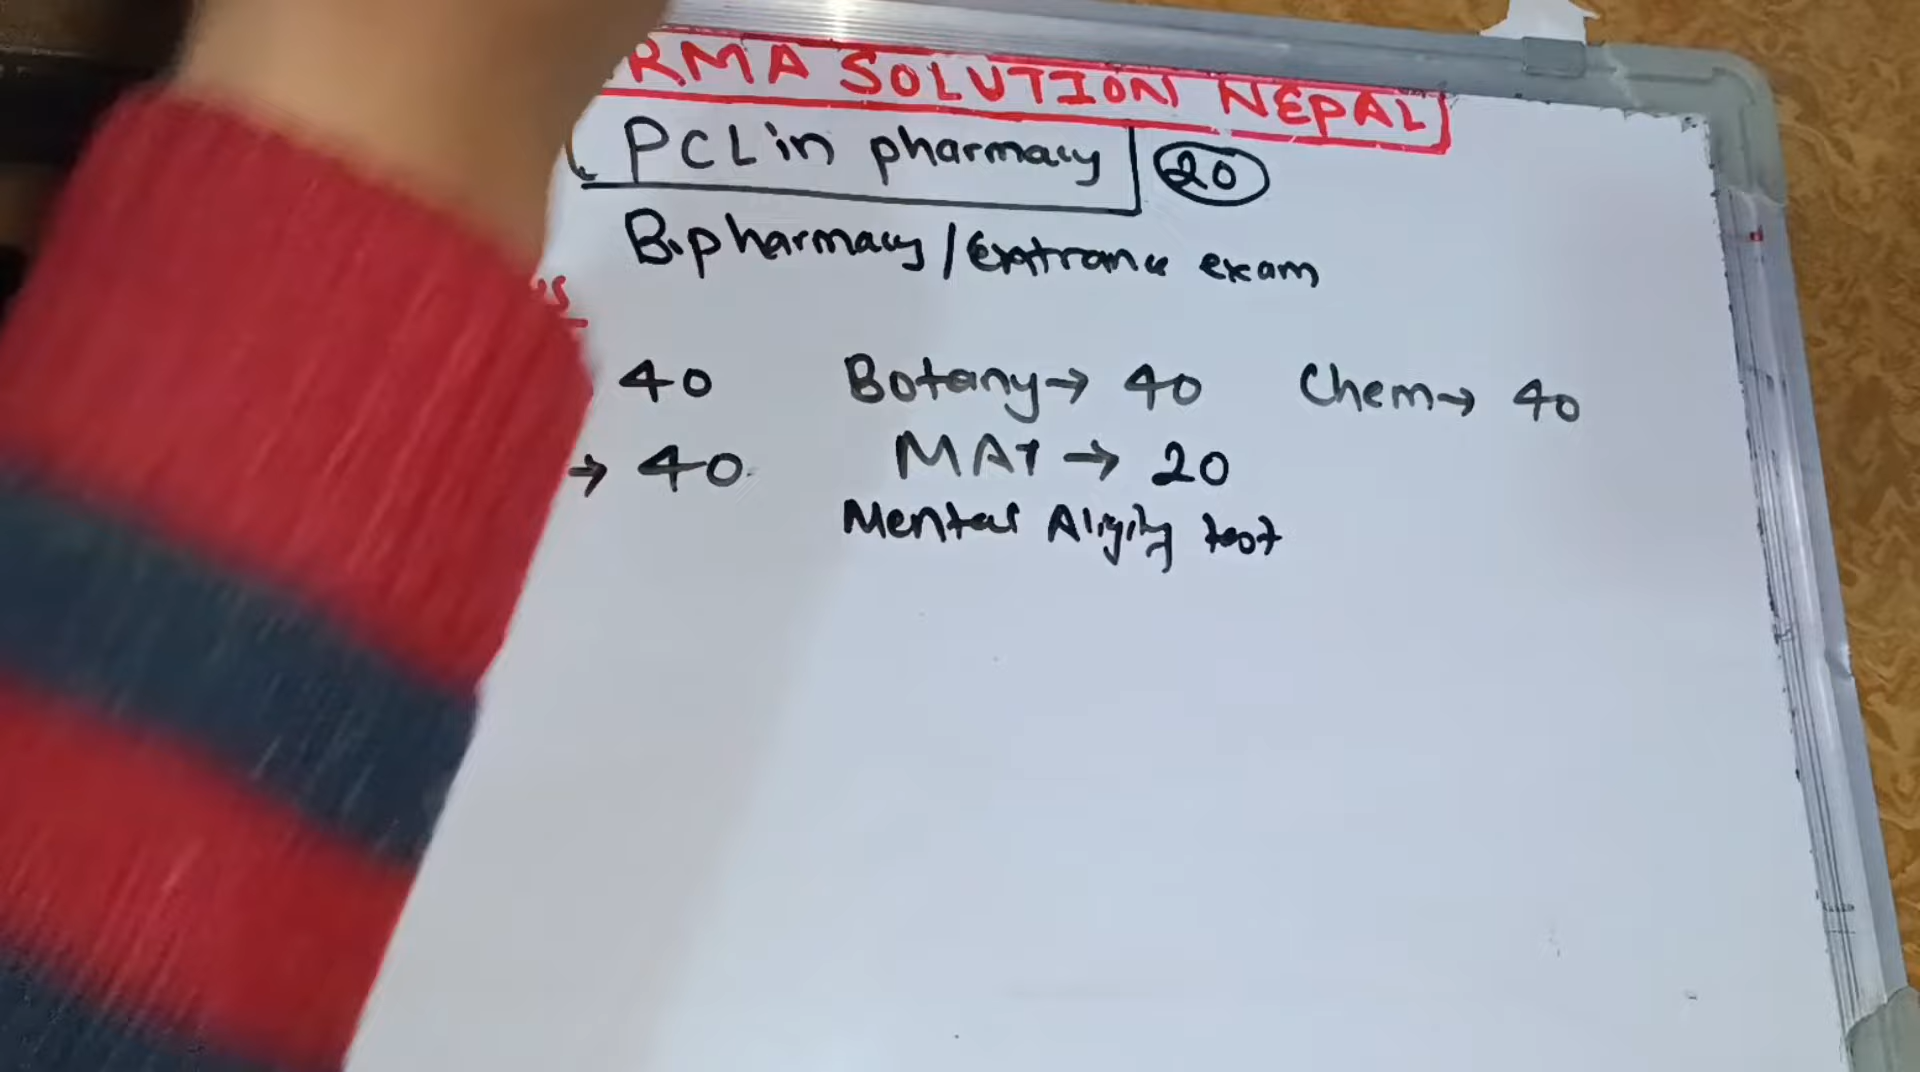 RMA SOLUTION NEPAL
PCL in pharmacy 20
B.pharmacy / Entrance exam
40 Botany → 40 Chem → 40
→ 40 MAT → 20
Mental test